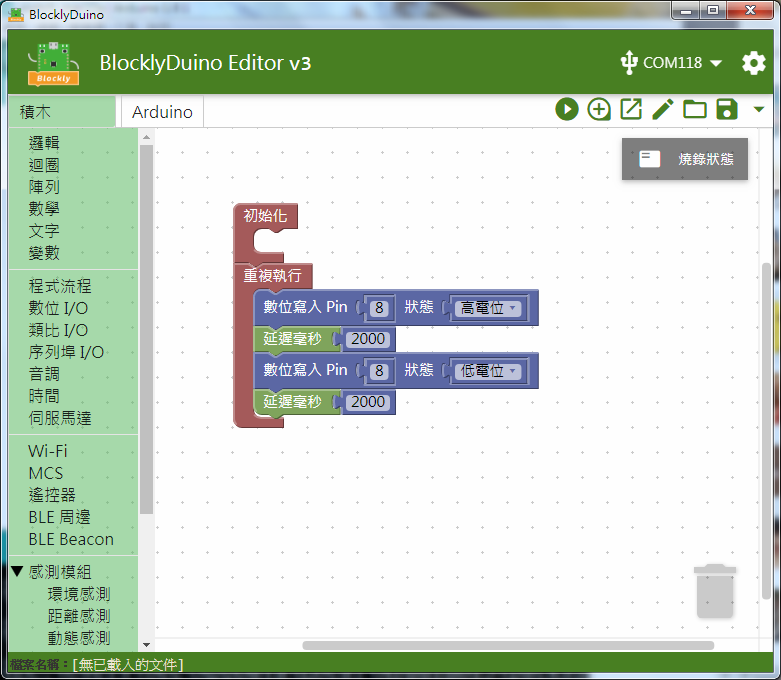 BlocklyDuino
Blockly
BlocklyDuino Editor v3
COM118
積木
Arduino
邏輯
迴圈
陣列
數學
文字
變數
程式流程
數位 I/O
類比 I/O
序列埠 I/O
音調
時間
伺服馬達
Wi-Fi
MCS
遙控器
BLE 周邊
BLE Beacon
感測模組
環境感測
距離感測
動態感測
燒錄狀態
初始化
重複執行
數位寫入 Pin 8 狀態 高電位
延遲毫秒 2000
數位寫入 Pin 8 狀態 低電位
延遲毫秒 2000
檔案名稱：[無已載入的文件]